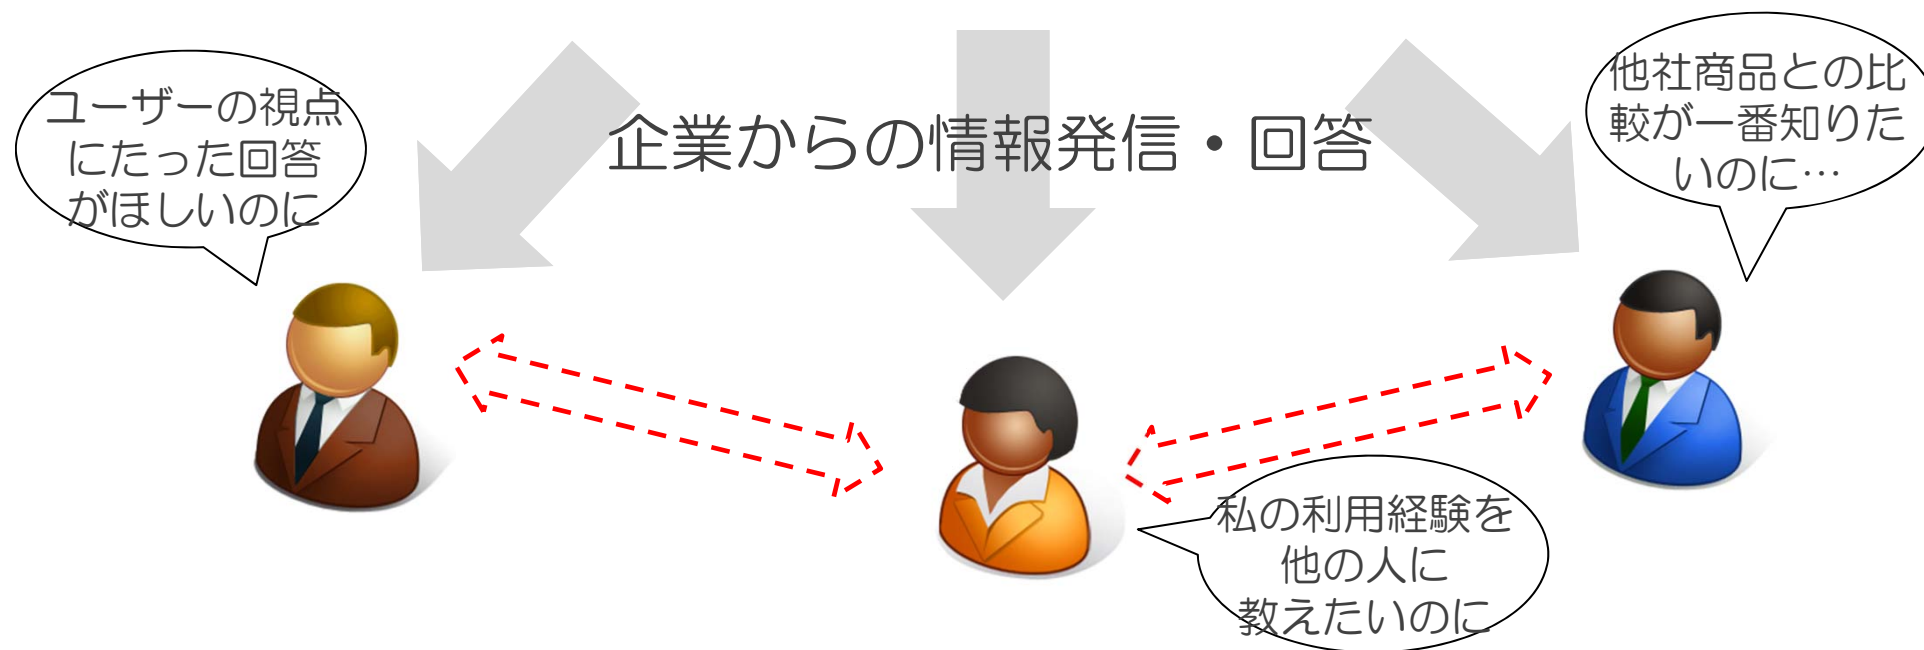 ユーザーの視点
にたった回答
がほしいのに
企業からの情報発信・回答
他社商品との比
較が一番知りた
いのに…
私の利用経験を
他の人に
教えたいのに